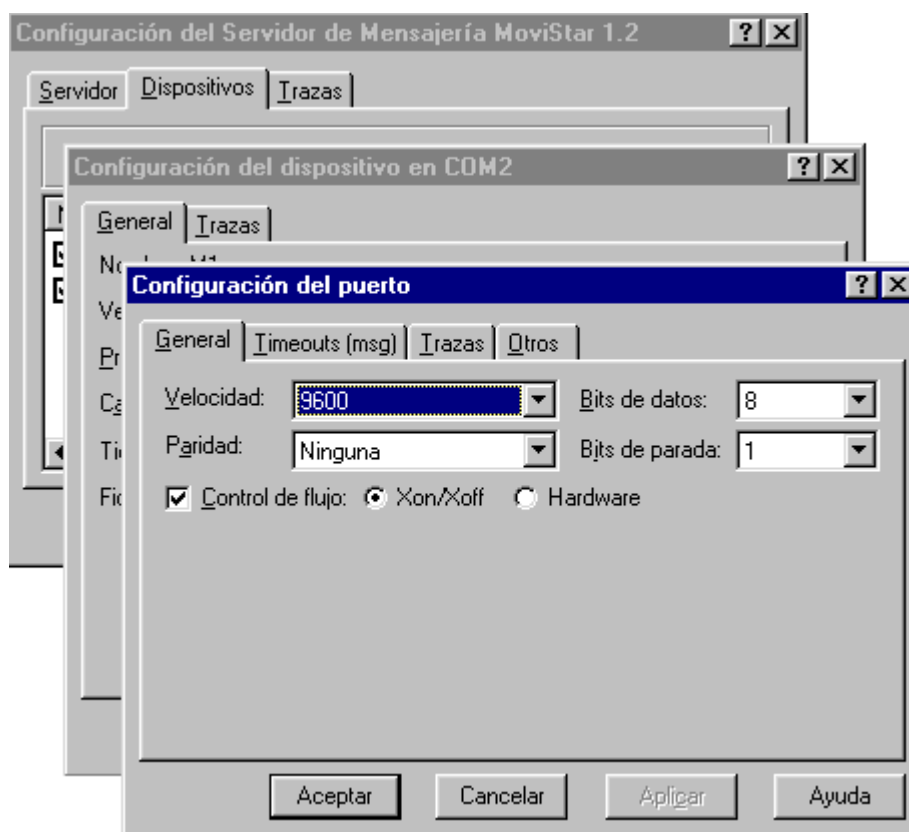 Configuración del Servidor de Mensajería MoviStar 1.2
Servidor Dispositivos Trazas
Configuración del dispositivo en COM2
General Trazas
Configuración del puerto
General Timeouts (msg) Trazas Otros
Velocidad: 9600 Bits de datos: 8
Paridad: Ninguna Bits de parada: 1
Control de flujo: Xon/Xoff Hardware
Aceptar Cancelar Aplicar Ayuda